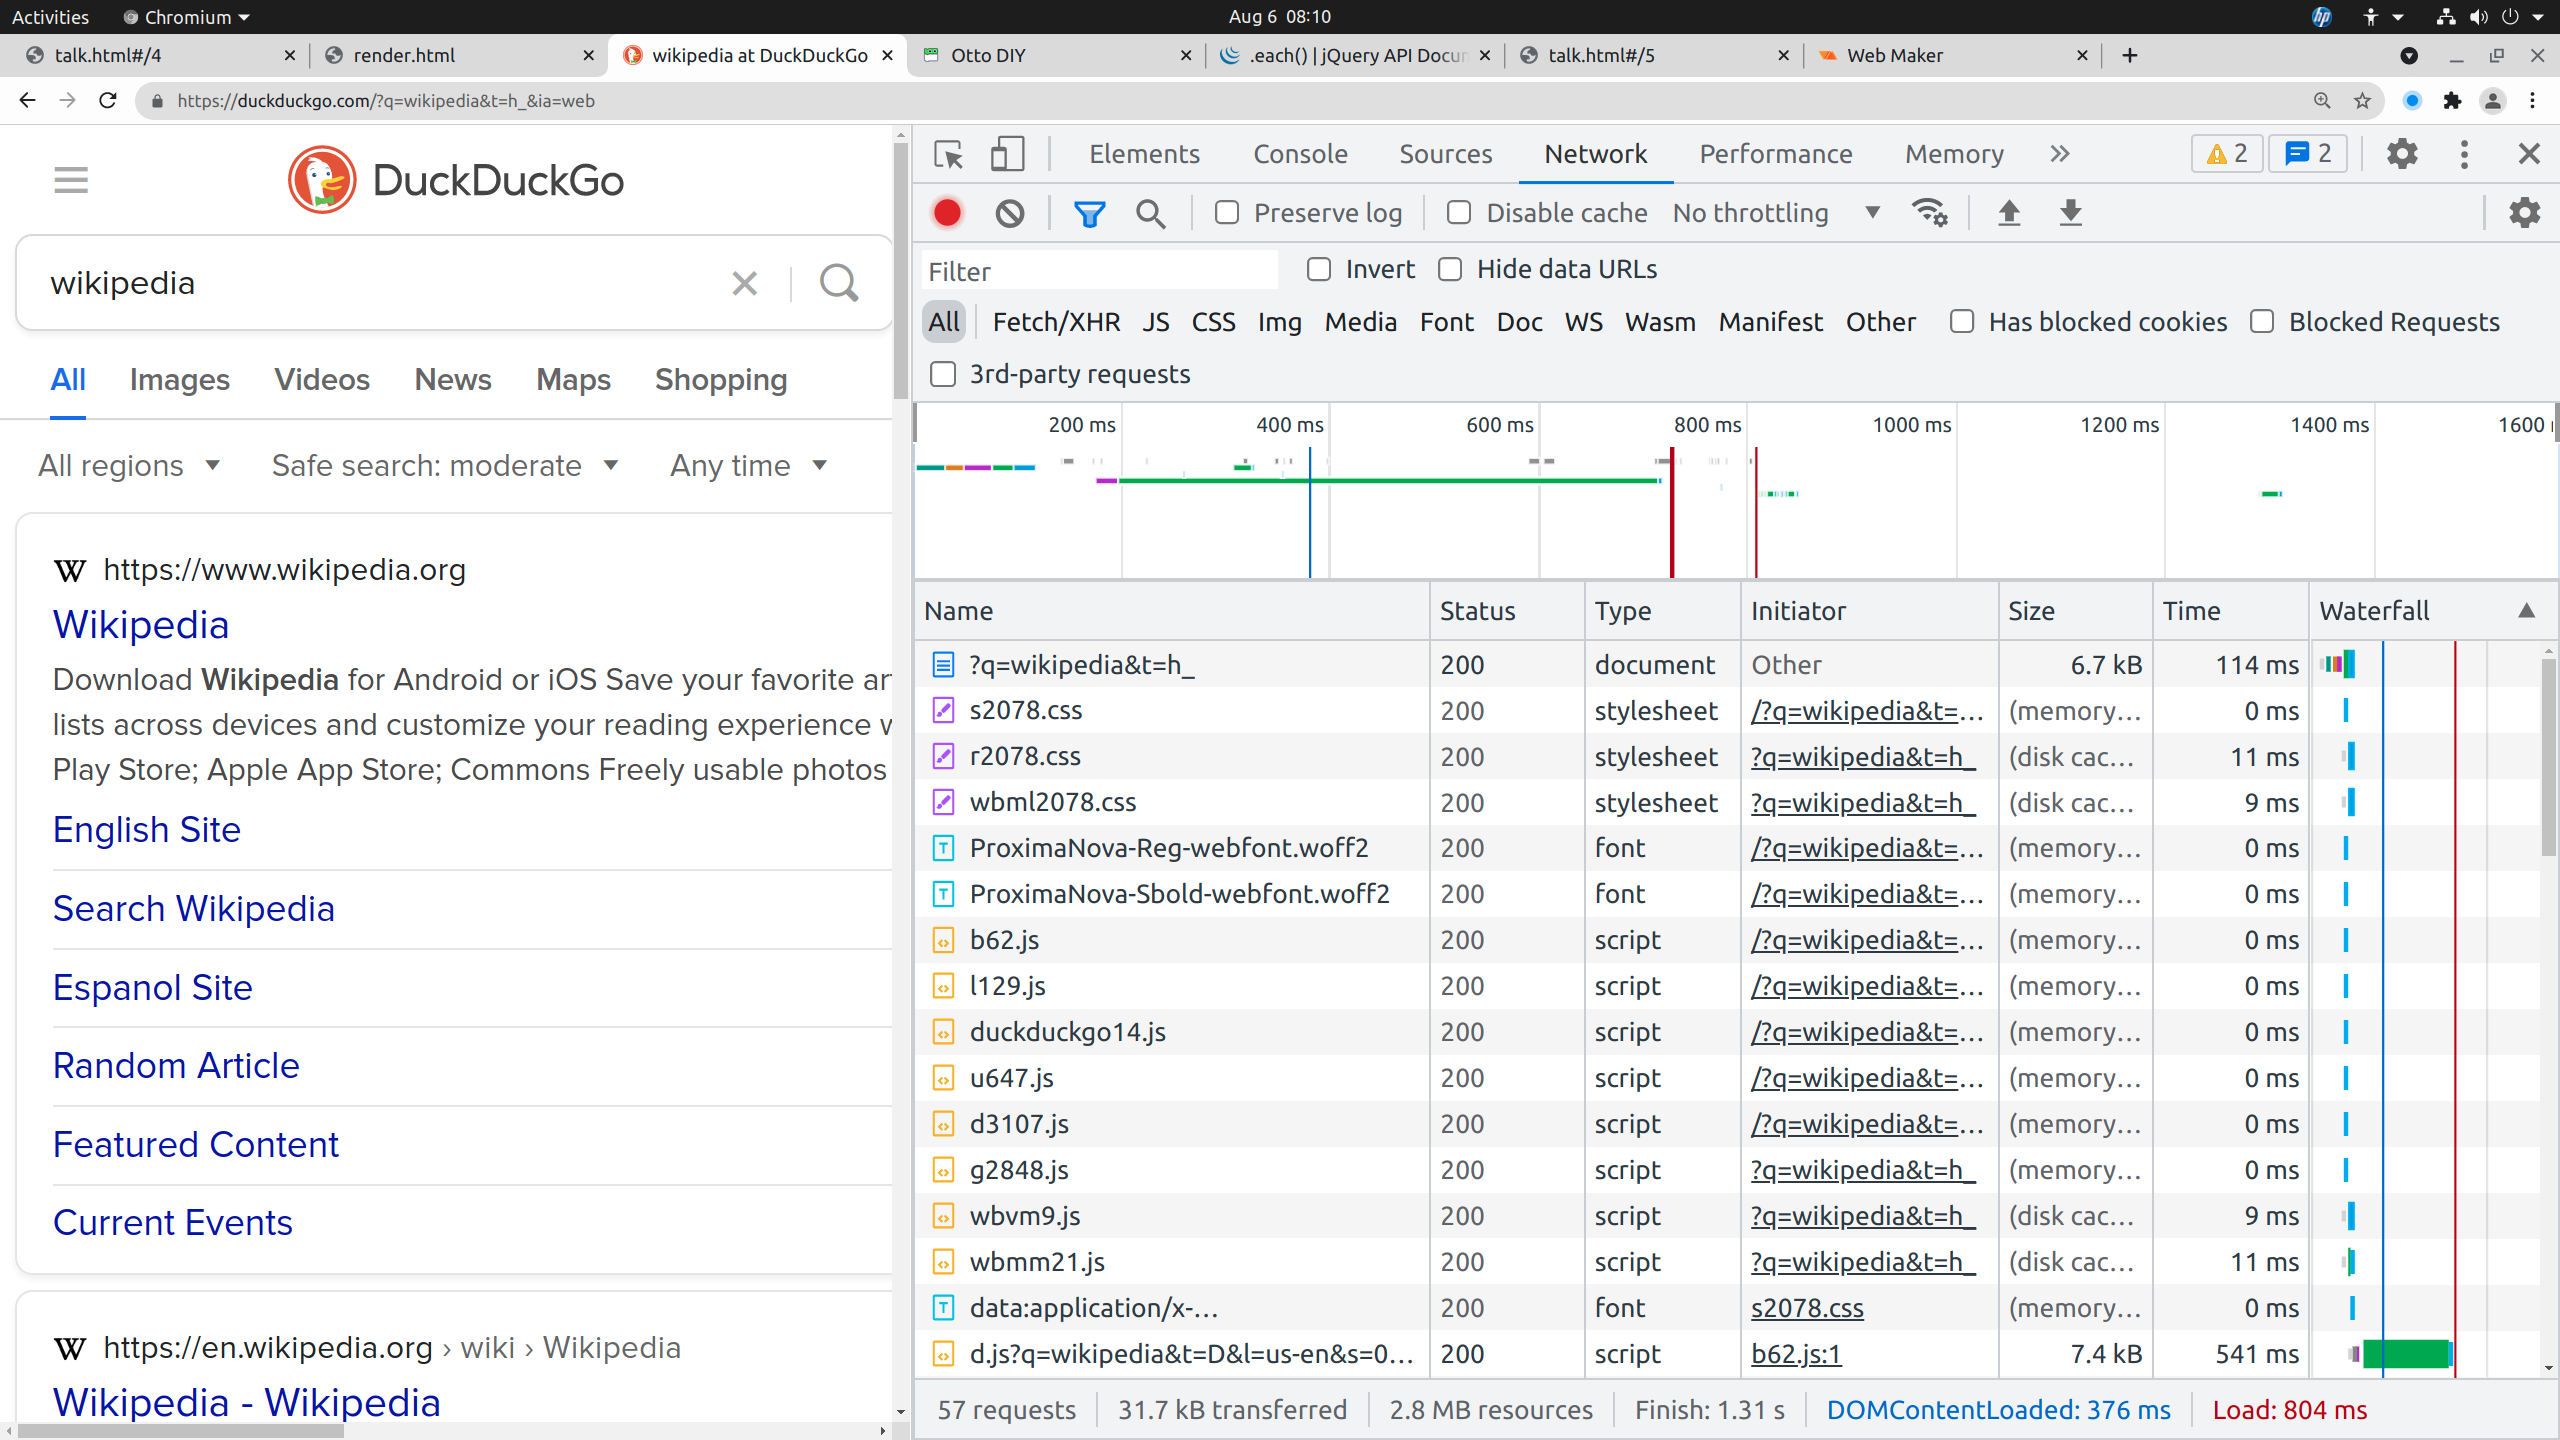 Activities Chromium Aug 6 08:10
talk.html#/4 render.html wikipedia at DuckDuckGo Otto DIY .each() | jQuery API Docu talk.html#/5 Web Maker
https://duckduckgo.com/?q=wikipedia&t=h_&ia=web
DuckDuckGo
wikipedia
All Images Videos News Maps Shopping
All regions Safe search: moderate Any time
W https://www.wikipedia.org
Wikipedia
Download Wikipedia for Android or iOS Save your favorite ar
lists across devices and customize your reading experience
Play Store; Apple App Store; Commons Freely usable photos
English Site
Search Wikipedia
Espanol Site
Random Article
Featured Content
Current Events
W https://en.wikipedia.org › wiki › Wikipedia
Wikipedia - Wikipedia
Elements Console Sources Network Performance Memory 2 2
Preserve log Disable cache No throttling
Filter Invert Hide data URLs
All Fetch/XHR JS CSS Img Media Font Doc WS Wasm Manifest Other Has blocked cookies Blocked Requests
3rd-party requests
200 ms 400 ms 600 ms 800 ms 1000 ms 1200 ms 1400 ms 1600
Name Status Type Initiator Size Time Waterfall
?q=wikipedia&t=h_ 200 document Other 6.7 kB 114 ms
s2078.css 200 stylesheet /?q=wikipedia&t=… (memory… 0 ms
r2078.css 200 stylesheet ?q=wikipedia&t=h_ (disk cac… 11 ms
wbml2078.css 200 stylesheet ?q=wikipedia&t=h_ (disk cac… 9 ms
ProximaNova-Reg-webfont.woff2 200 font /?q=wikipedia&t=… (memory… 0 ms
ProximaNova-Sbold-webfont.woff2 200 font /?q=wikipedia&t=… (memory… 0 ms
b62.js 200 script /?q=wikipedia&t=… (memory… 0 ms
l129.js 200 script /?q=wikipedia&t=… (memory… 0 ms
duckduckgo14.js 200 script /?q=wikipedia&t=… (memory… 0 ms
u647.js 200 script /?q=wikipedia&t=… (memory… 0 ms
d3107.js 200 script /?q=wikipedia&t=… (memory… 0 ms
g2848.js 200 script ?q=wikipedia&t=h_ (memory… 0 ms
wbvm9.js 200 script ?q=wikipedia&t=h_ (disk cac… 9 ms
wbmm21.js 200 script ?q=wikipedia&t=h_ (disk cac… 11 ms
data:application/x-… 200 font s2078.css (memory… 0 ms
d.js?q=wikipedia&t=D&l=us-en&s=0… 200 script b62.js:1 7.4 kB 541 ms
57 requests 31.7 kB transferred 2.8 MB resources Finish: 1.31 s DOMContentLoaded: 376 ms Load: 804 ms